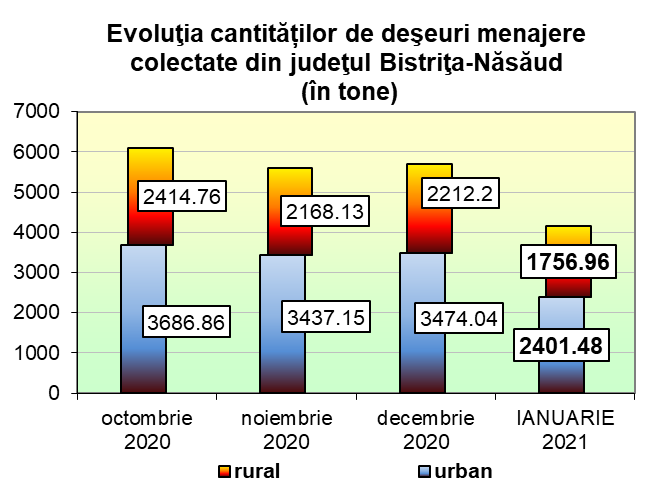 Evoluţia cantităților de deşeuri menajere
colectate din judeţul Bistriţa-Năsăud
(în tone)
7000
6000
5000
4000
3000
2000
1000
0
2414.76
2168.13
2212.2
1756.96
3686.86
3437.15
3474.04
2401.48
octombrie
2020
noiembrie
2020
decembrie
2020
IANUARIE
2021
rural
urban